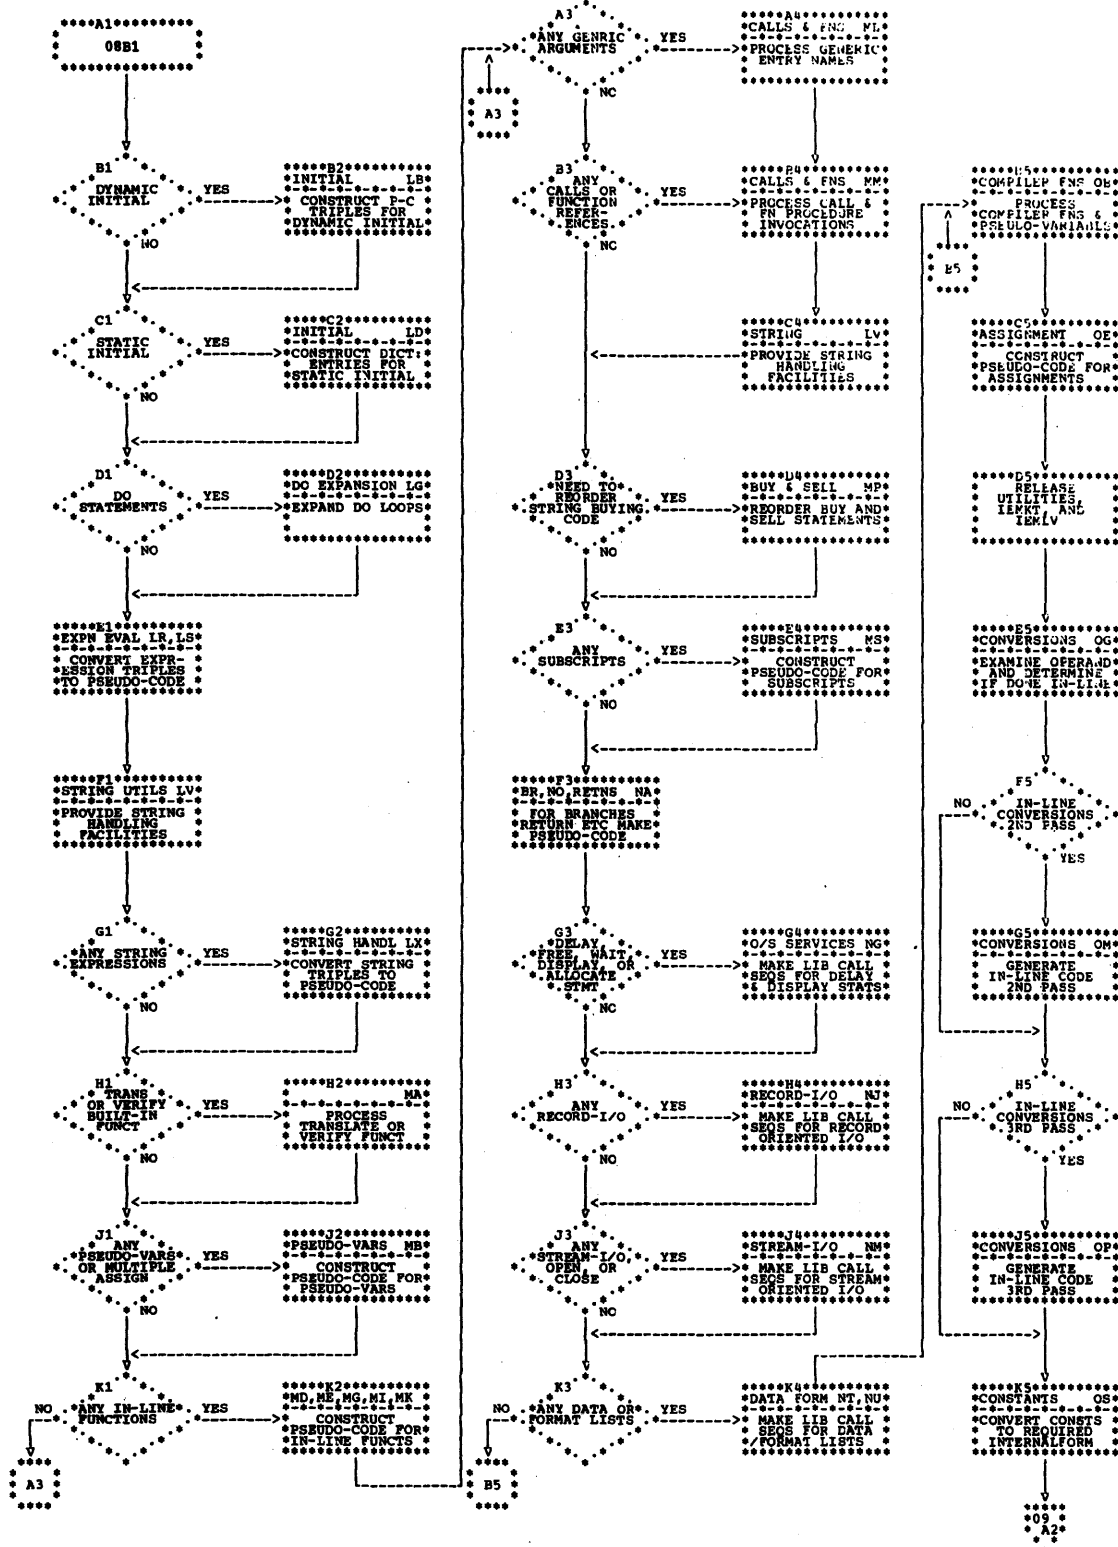 A1
08B1
B1
DYNAMIC
INITIAL
YES
NO
B2
INITIAL LB
CONSTRUCT P-C
TRIPLES FOR
DYNAMIC INITIAL
C1
STATIC
INITIAL
YES
NO
C2
INITIAL LD
CONSTRUCT DICT:
ENTRIES FOR
STATIC INITIAL
D1
DO
STATEMENTS
YES
NO
D2
DO EXPANSION LG
EXPAND DO LOOPS
E1
EXPN EVAL LR,LS
CONVERT EXPR-
ESSION TRIPLES
TO PSEUDO-CODE
F1
STRING UTILS LV
PROVIDE STRING
HANDLING
FACILITIES
G1
ANY STRING
EXPRESSIONS
YES
NO
G2
STRING HANDL LX
CONVERT STRING
TRIPLES TO
PSEUDO-CODE
H1
TRANS
OR VERIFY
BUILT-IN
FUNCT
YES
NO
H2
MA
PROCESS
TRANSLATE OR
VERIFY FUNCT
J1
ANY
PSEUDO-VARS
OR MULTIPLE
ASSIGN
YES
NO
J2
PSEUDO-VARS MB
CONSTRUCT
PSEUDO-CODE FOR
PSEUDO-VARS
K1
NO
ANY IN-LINE
FUNCTIONS
YES
K2
MD,ME,MG,MI,MK
CONSTRUCT
PSEUDO-CODE FOR
IN-LINE FUNCTS
A3
A3
ANY GENRIC
ARGUMENTS
YES
NO
A3
A4
CALLS & FNS ML
PROCESS GENERIC
ENTRY NAMES
B3
ANY
CALLS OR
FUNCTION
REFER-
ENCES
YES
NO
B4
CALLS & FNS MM
PROCESS CALL &
FN PROCEDURE
INVOCATIONS
C4
STRING LV
PROVIDE STRING
HANDLING
FACILITIES
D3
NEED TO
REORDER
STRING BUYING
CODE
YES
NO
D4
BUY & SELL MP
REORDER BUY AND
SELL STATEMENTS
E3
ANY
SUBSCRIPTS
YES
NO
E4
SUBSCRIPTS MS
CONSTRUCT
PSEUDO-CODE FOR
SUBSCRIPTS
F3
BR,NO,RETNS NA
FOR BRANCHES
RETURN ETC MAKE
PSEUDO-CODE
G3
DELAY,
FREE, WAIT,
DISPLAY, OR
ALLOCATE
STMT
YES
NO
G4
O/S SERVICES NG
MAKE LIB CALL
SEQS FOR DELAY
& DISPLAY STATS
H3
ANY
RECORD-I/O
YES
NO
H4
RECORD-I/O NJ
MAKE LIB CALL
SEQS FOR RECORD
ORIENTED I/O
J3
ANY
STREAM-I/O,
OPEN, OR
CLOSE
YES
NO
J4
STREAM-I/O NM
MAKE LIB CALL
SEQS FOR STREAM
ORIENTED I/O
K3
NO
ANY DATA OR
FORMAT LISTS
YES
K4
DATA FORM NT,NU
MAKE LIB CALL
SEQS FOR DATA
/FORMAT LISTS
B5
B5
COMPILER FNS OB
PROCESS
COMPILER FNS &
PSEUDO-VARIABLS
B5
C5
ASSIGNMENT OE
CONSTRUCT
PSEUDO-CODE FOR
ASSIGNMENTS
D5
RELEASE
UTILITIES,
IEMKT, AND
IEMLV
E5
CONVERSIONS OG
EXAMINE OPERAND
AND DETERMINE
IF DONE IN-LINE
F5
NO
IN-LINE
CONVERSIONS
2ND PASS
YES
G5
CONVERSIONS OM
GENERATE
IN-LINE CODE
2ND PASS
H5
NO
IN-LINE
CONVERSIONS
3RD PASS
YES
J5
CONVERSIONS OP
GENERATE
IN-LINE CODE
3RD PASS
K5
CONSTANTS OS
CONVERT CONSTS
TO REQUIRED
INTERNALFORM
09
A2